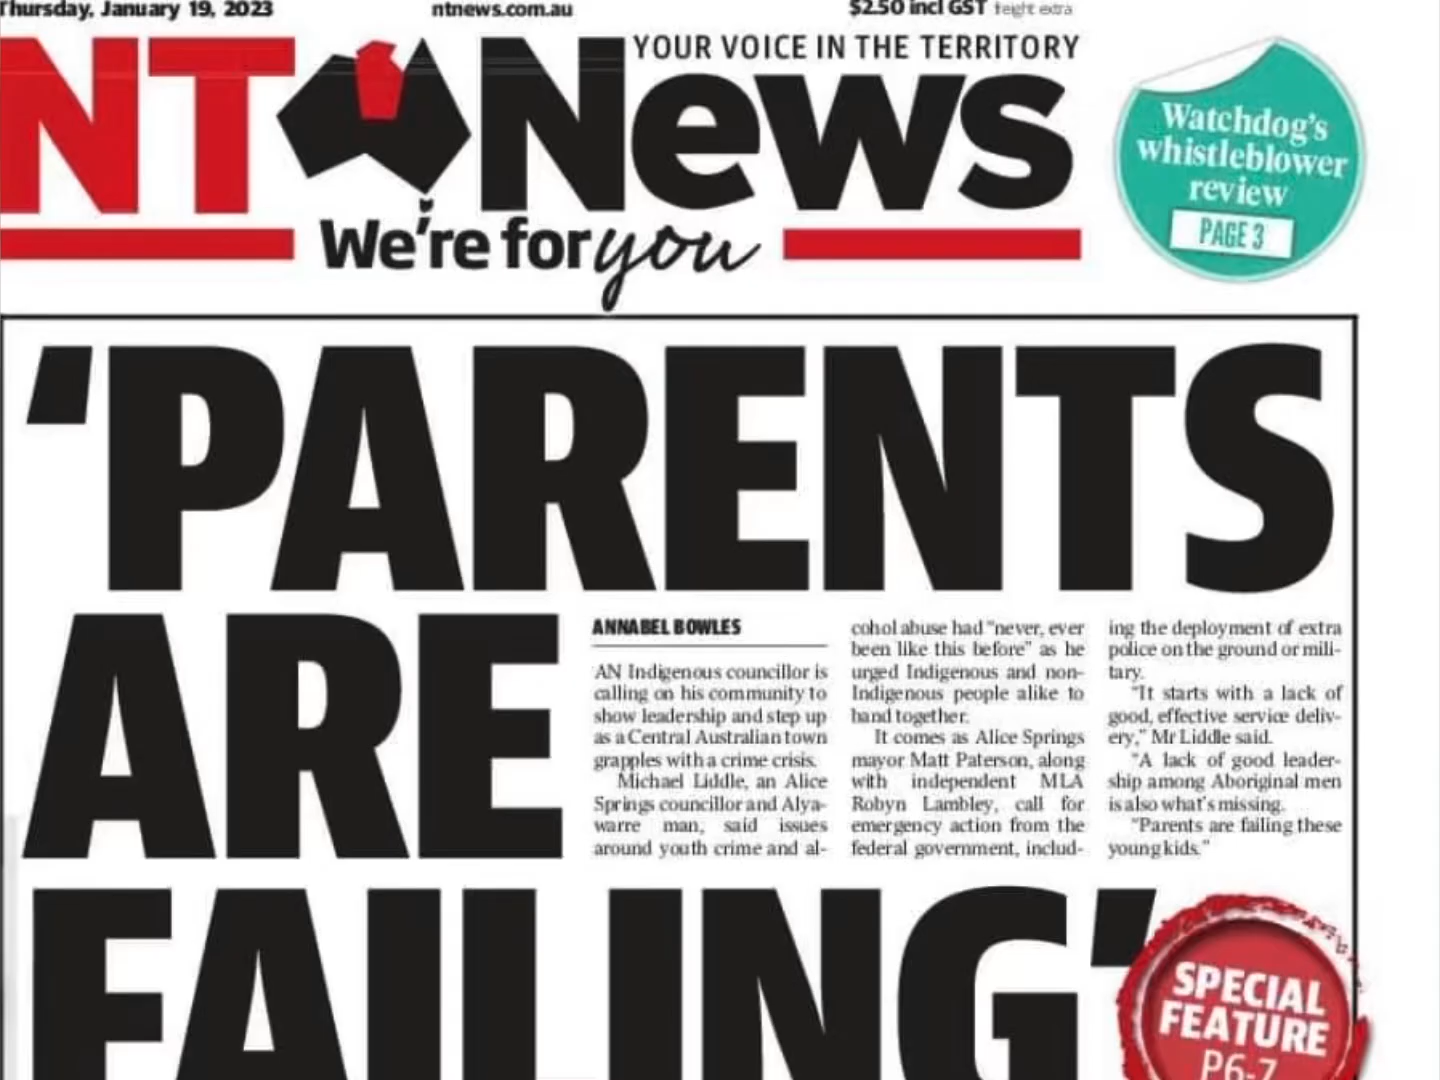 Thursday, January 19, 2023
ntnews.com.au
$2.50 incl GST freight extra
YOUR VOICE IN THE TERRITORY
NT News
We're for you
Watchdog's
whistleblower
review
PAGE 3
'PARENTS
ARE
FAILING'
ANNABEL BOWLES
AN Indigenous councillor is
calling on his community to
show leadership and step up
as a Central Australian town
grapples with a crime crisis.
Michael Liddle, an Alice
Springs councillor and Alya-
warre man, said issues
around youth crime and al-
cohol abuse had "never, ever
been like this before" as he
urged Indigenous and non-
Indigenous people alike to
band together.
It comes as Alice Springs
mayor Matt Paterson, along
with independent MLA
Robyn Lambley, call for
emergency action from the
federal government, includ-
ing the deployment of extra
police on the ground or mili-
tary.
"It starts with a lack of
good, effective service deliv-
ery," Mr Liddle said.
"A lack of good leader-
ship among Aboriginal men
is also what's missing.
"Parents are failing these
young kids."
SPECIAL
FEATURE
P6-7